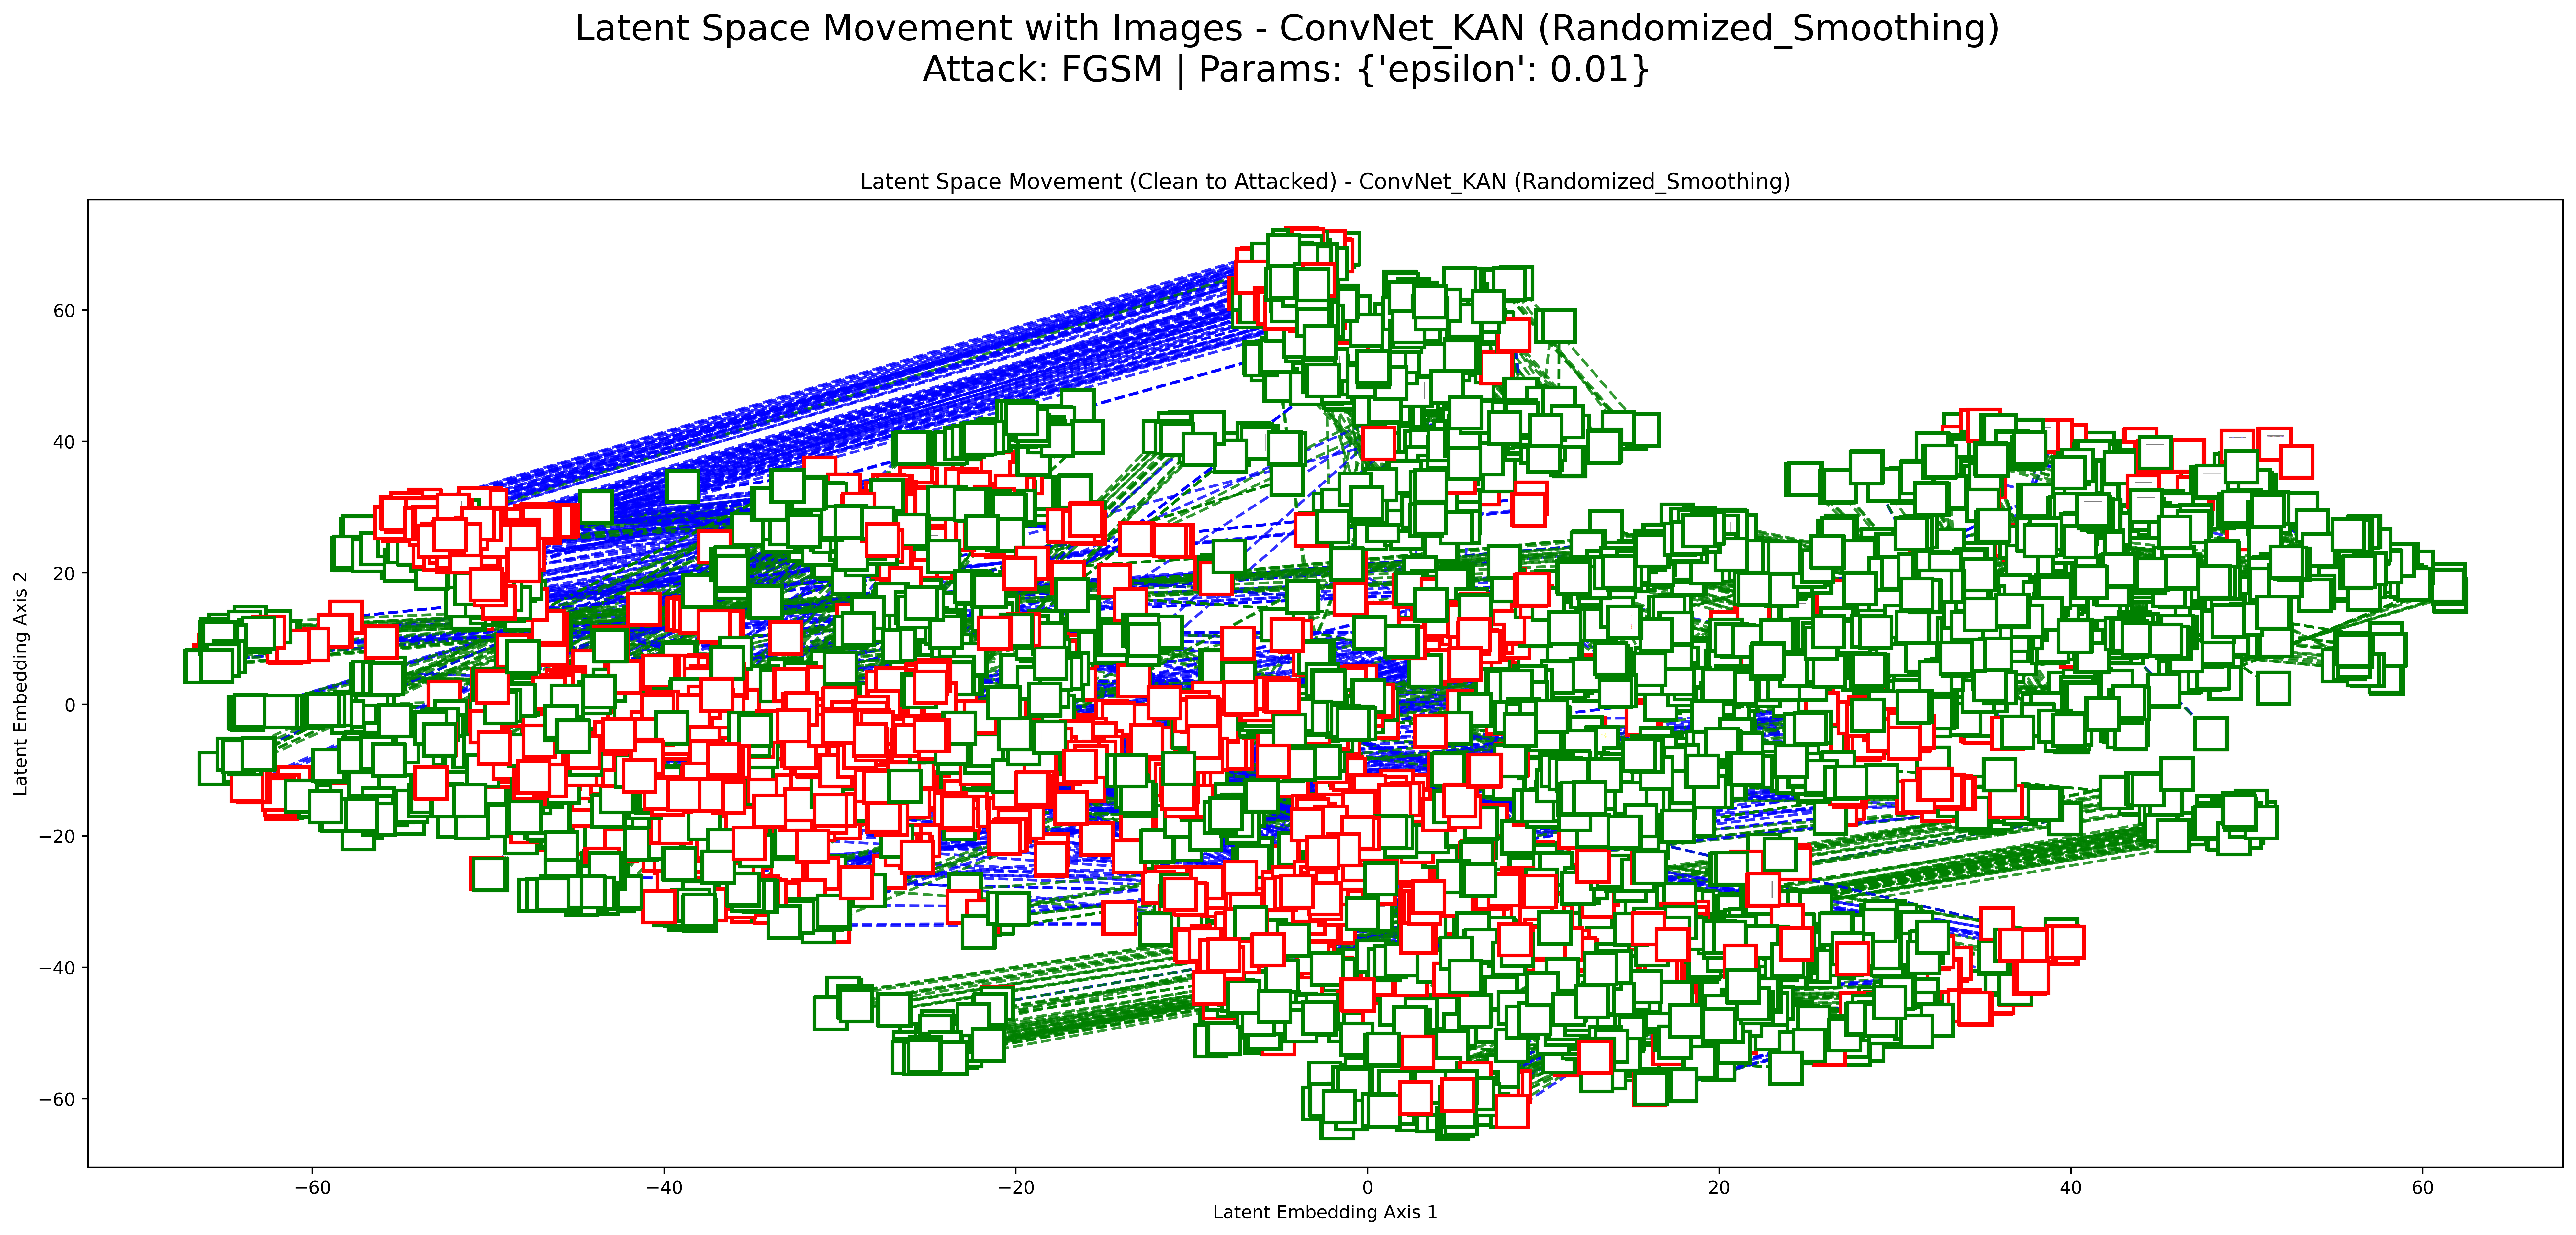 Latent Space Movement with Images - ConvNet_KAN (Randomized_Smoothing)
Attack: FGSM | Params: {'epsilon': 0.01}
Latent Space Movement (Clean to Attacked) - ConvNet_KAN (Randomized_Smoothing)
Latent Embedding Axis 2
60
40
20
0
−20
−40
−60
−60
−40
−20
0
20
40
60
Latent Embedding Axis 1